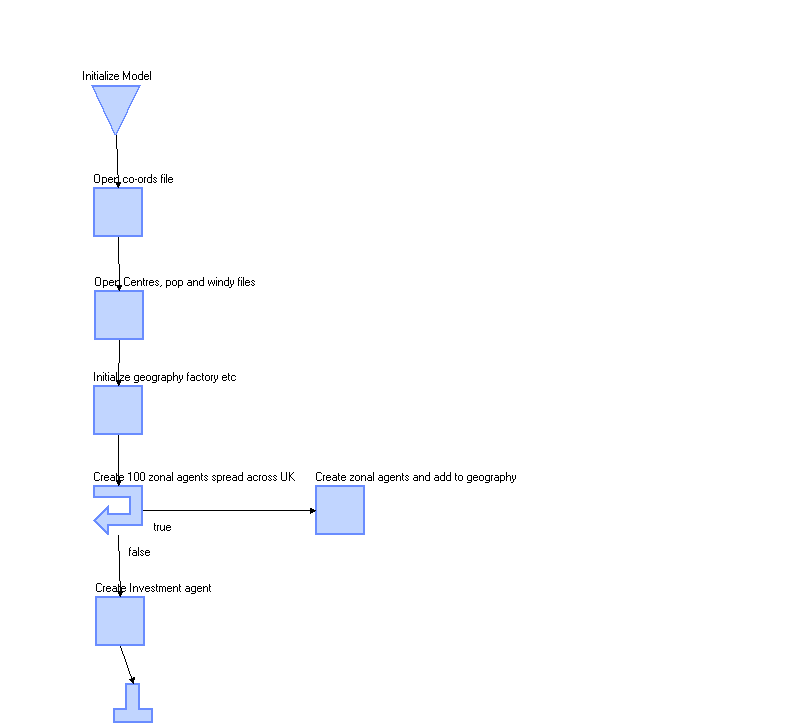 Initialize Model
Open co-ords file
Open Centres, pop and windy files
Initialize geography factory etc
Create 100 zonal agents spread across UK
Create zonal agents and add to geography
true
false
Create Investment agent